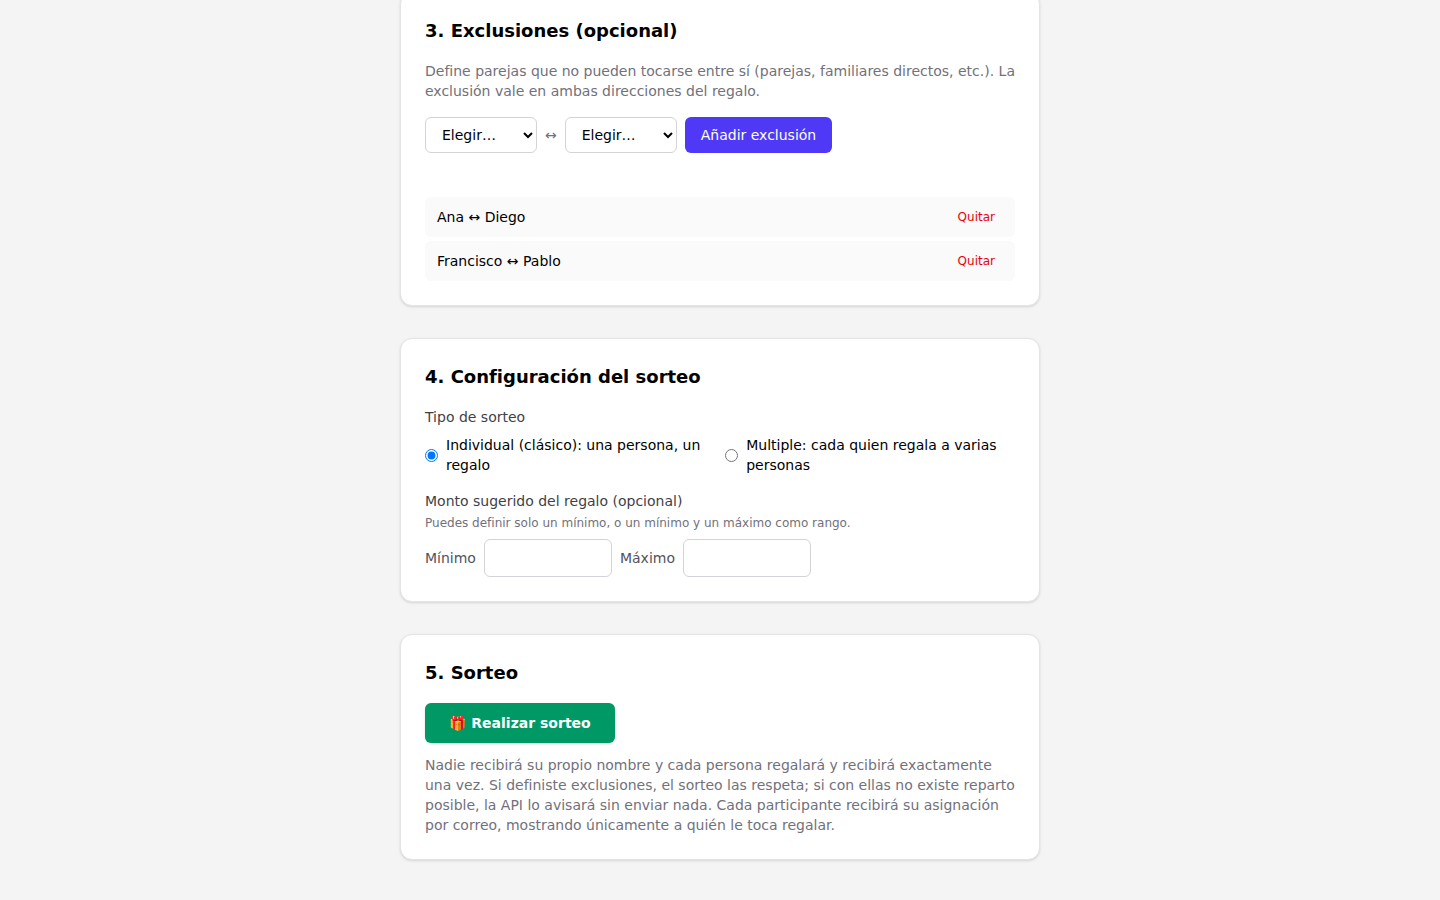 3. Exclusiones (opcional)
Define parejas que no pueden tocarse entre sí (parejas, familiares directos, etc.). La
exclusión vale en ambas direcciones del regalo.
Elegir... ↔ Elegir... Añadir exclusión
Ana ↔ Diego Quitar
Francisco ↔ Pablo Quitar
4. Configuración del sorteo
Tipo de sorteo
Individual (clásico): una persona, un
regalo
Multiple: cada quien regala a varias
personas
Monto sugerido del regalo (opcional)
Puedes definir solo un mínimo, o un mínimo y un máximo como rango.
Mínimo Máximo
5. Sorteo
🎁 Realizar sorteo
Nadie recibirá su propio nombre y cada persona regalará y recibirá exactamente
una vez. Si definiste exclusiones, el sorteo las respeta; si con ellas no existe reparto
posible, la API lo avisará sin enviar nada. Cada participante recibirá su asignación
por correo, mostrando únicamente a quién le toca regalar.